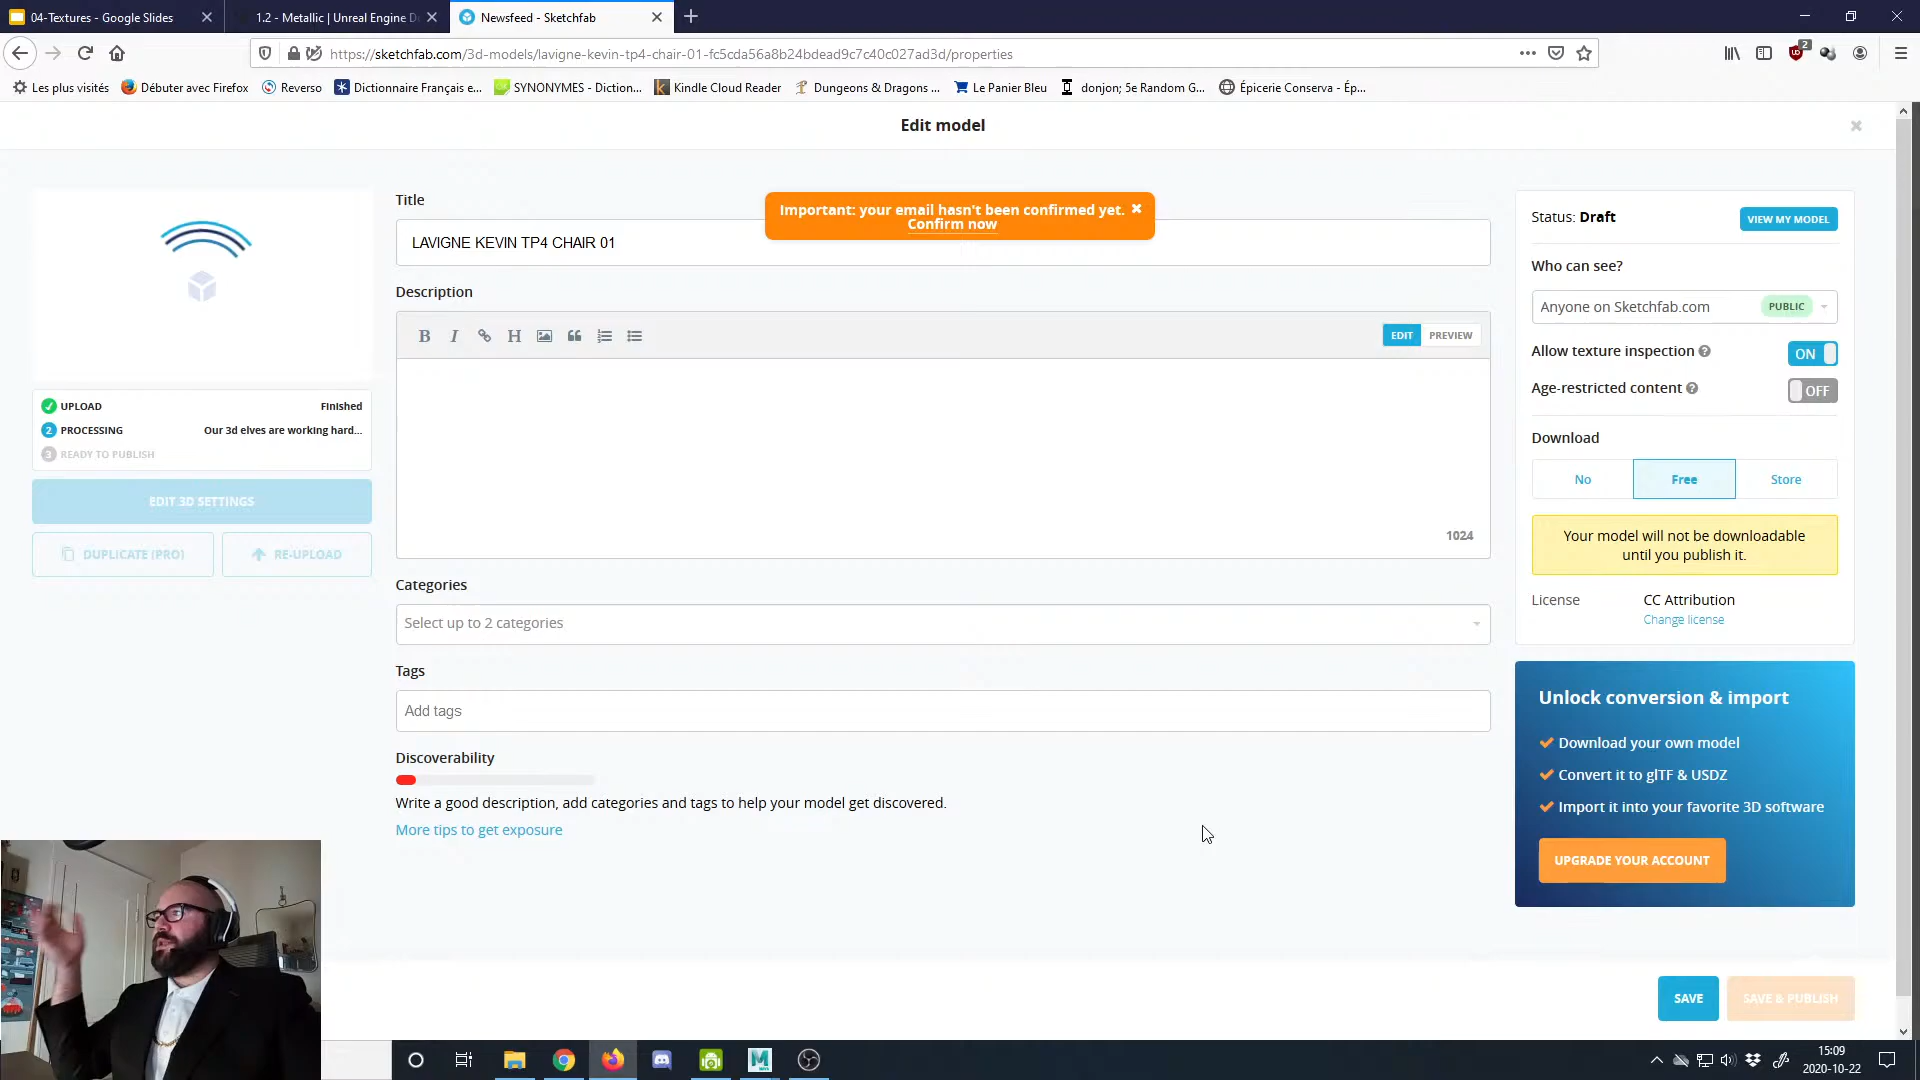 04-Textures - Google Slides
1.2 - Metallic | Unreal Engine D
Newsfeed - Sketchfab
https://sketchfab.com/3d-models/lavigne-kevin-tp4-chair-01-fc5cda56a8b24bdead9c7c40c027ad3d/properties
2
Les plus visités
Débuter avec Firefox
Reverso
Dictionnaire Français e...
SYNONYMES - Diction...
Kindle Cloud Reader
Dungeons & Dragons ...
Le Panier Bleu
donjon; 5e Random G...
Épicerie Conserva - Ép...
Edit model
Title
Important: your email hasn't been confirmed yet.
Confirm now
LAVIGNE KEVIN TP4 CHAIR 01
Description
B I H
EDIT PREVIEW
1024
UPLOAD Finished
2 PROCESSING Our 3d elves are working hard...
3 READY TO PUBLISH
EDIT 3D SETTINGS
DUPLICATE (PRO)
RE-UPLOAD
Categories
Select up to 2 categories
Tags
Add tags
Discoverability
Write a good description, add categories and tags to help your model get discovered.
More tips to get exposure
Status: Draft
VIEW MY MODEL
Who can see?
Anyone on Sketchfab.com PUBLIC
Allow texture inspection ON
Age-restricted content OFF
Download
No Free Store
Your model will not be downloadable
until you publish it.
License CC Attribution
Change license
Unlock conversion & import
Download your own model
Convert it to glTF & USDZ
Import it into your favorite 3D software
UPGRADE YOUR ACCOUNT
SAVE
SAVE & PUBLISH
15:09
2020-10-22